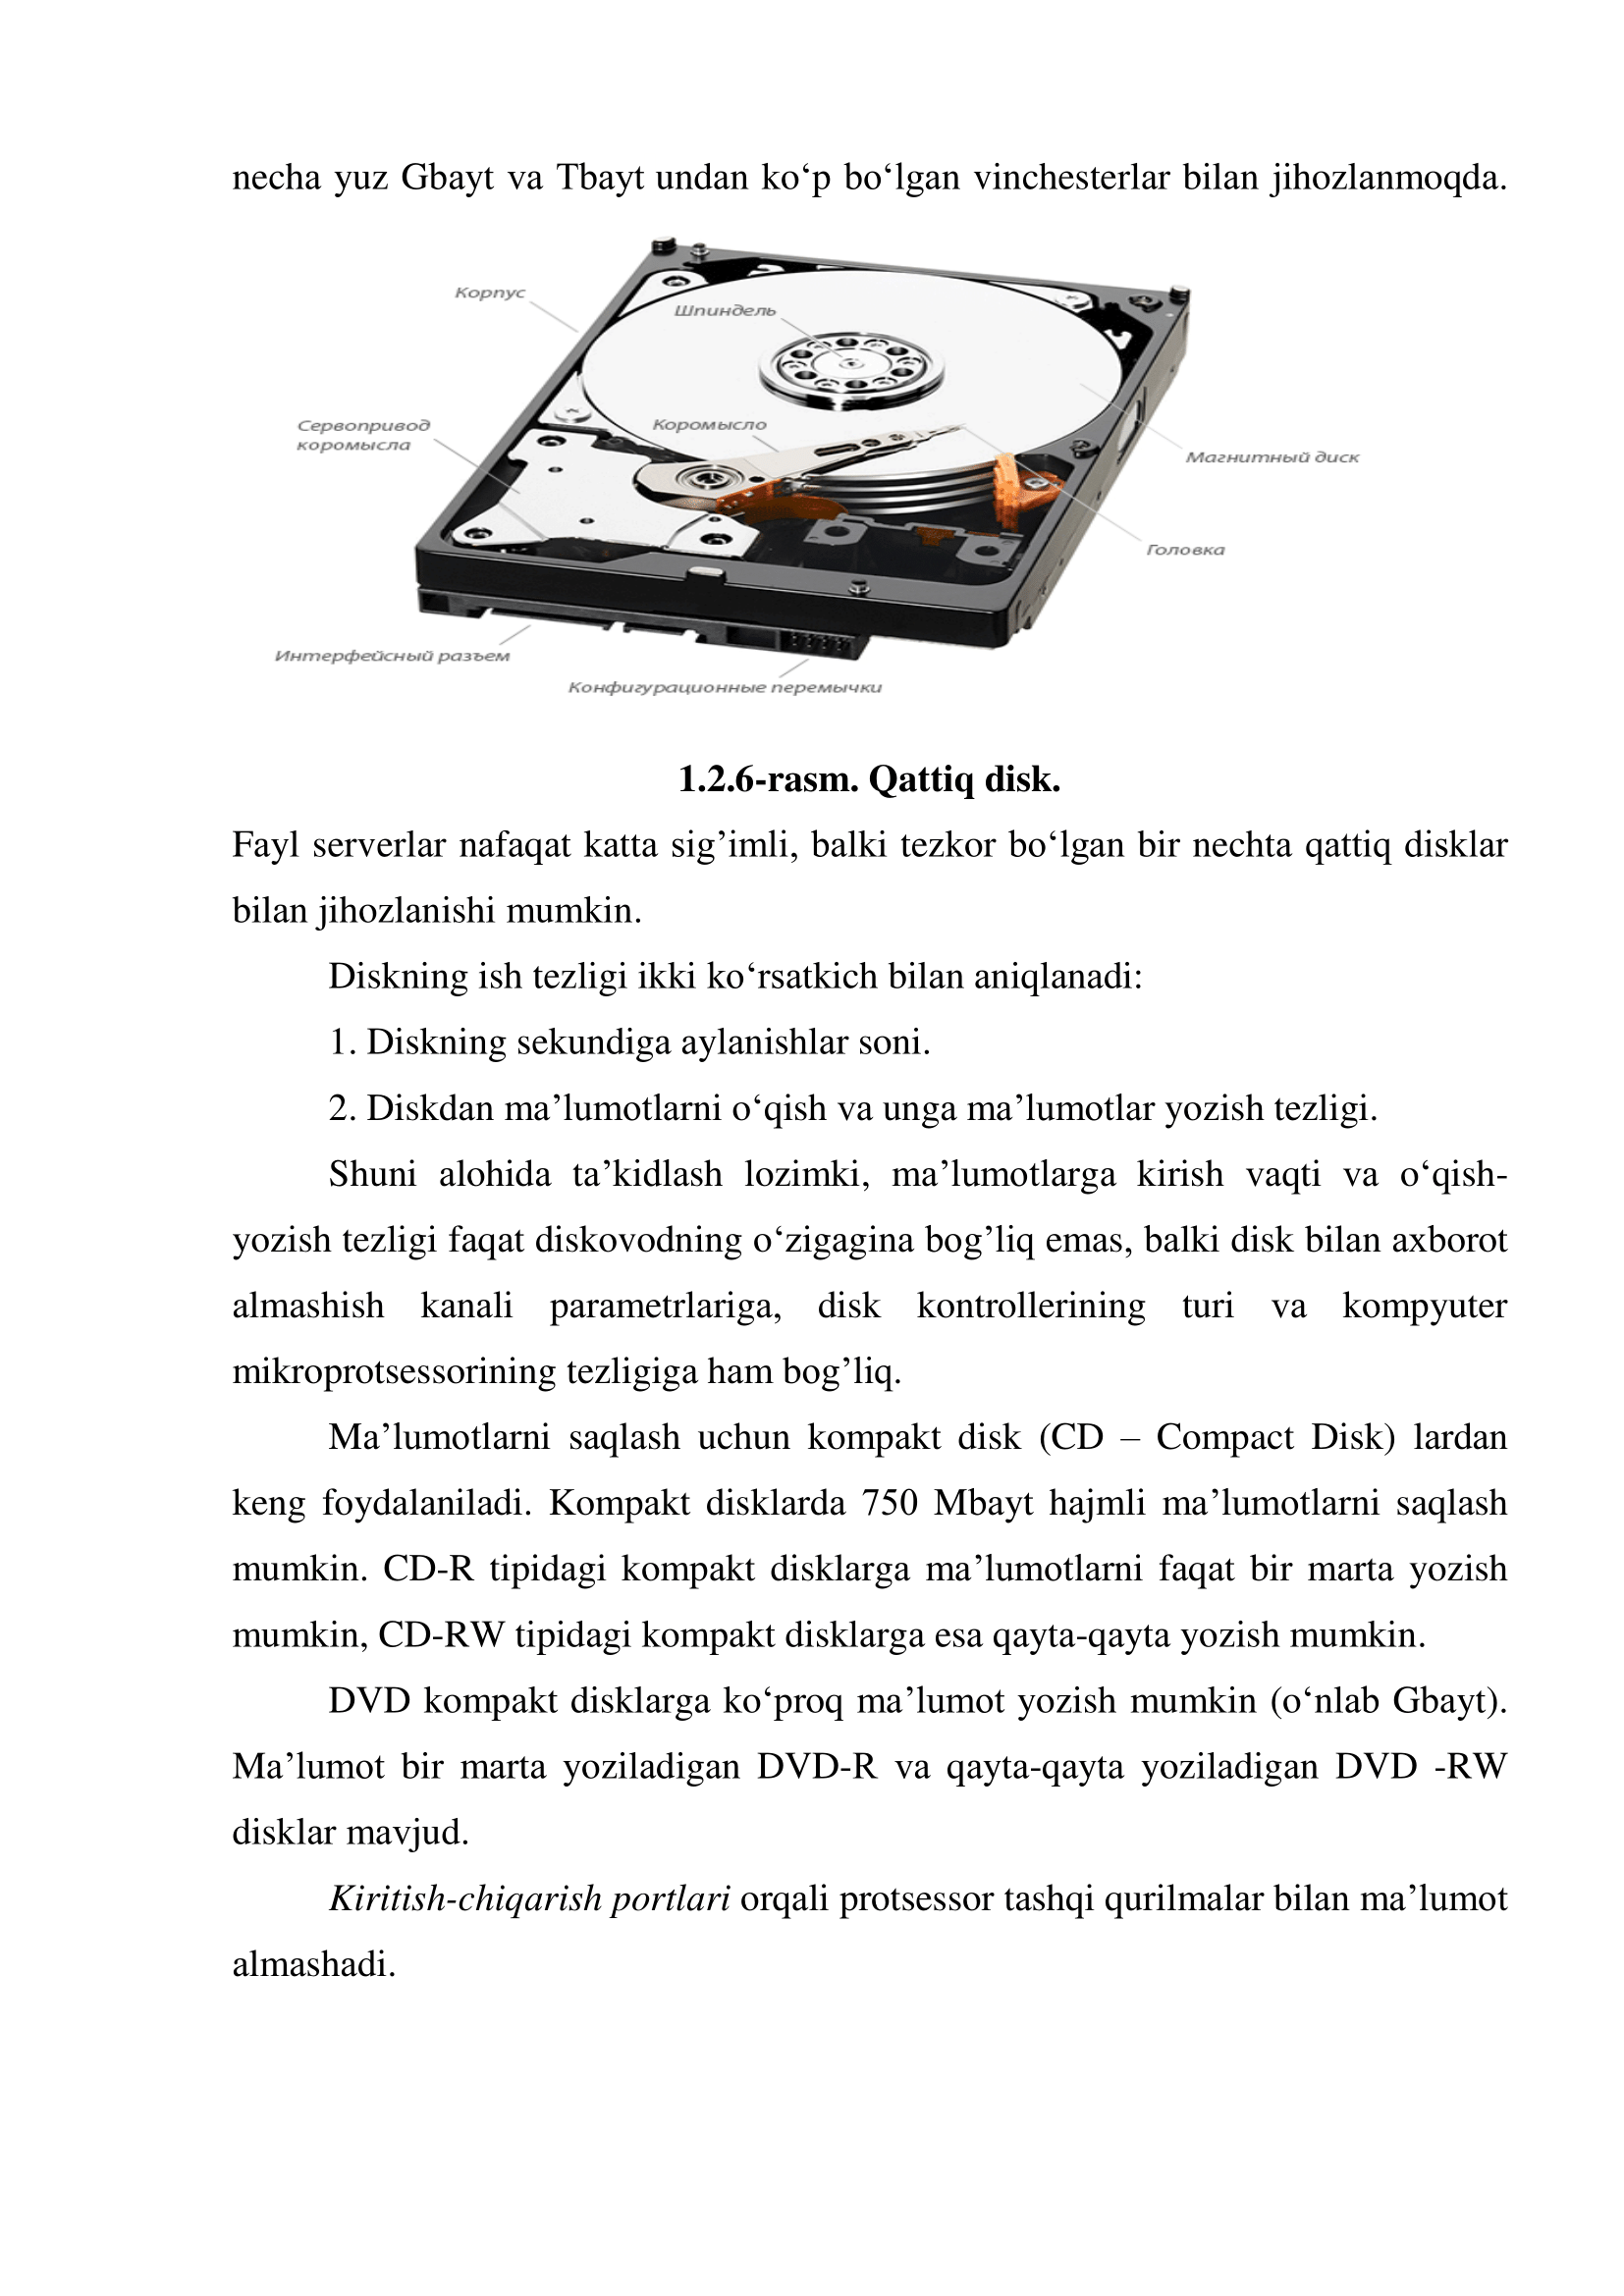 necha yuz Gbayt va Tbayt undan ko‘p bo‘lgan vinchesterlar bilan jihozlanmoqda.
Корпус
Шпиндель
Сервопривод
коромысла
Коромысло
Магнитный диск
Головка
Интерфейсный разъем
Конфигурационные перемычки
1.2.6-rasm. Qattiq disk.
Fayl serverlar nafaqat katta sig’imli, balki tezkor bo‘lgan bir nechta qattiq disklar
bilan jihozlanishi mumkin.
Diskning ish tezligi ikki ko‘rsatkich bilan aniqlanadi:
1. Diskning sekundiga aylanishlar soni.
2. Diskdan ma’lumotlarni o‘qish va unga ma’lumotlar yozish tezligi.
Shuni alohida ta’kidlash lozimki, ma’lumotlarga kirish vaqti va o‘qish-
yozish tezligi faqat diskovodning o‘zigagina bog’liq emas, balki disk bilan axborot
almashish kanali parametrlariga, disk kontrollerining turi va kompyuter
mikroprotsessorining tezligiga ham bog’liq.
Ma’lumotlarni saqlash uchun kompakt disk (CD – Compact Disk) lardan
keng foydalaniladi. Kompakt disklarda 750 Mbayt hajmli ma’lumotlarni saqlash
mumkin. CD-R tipidagi kompakt disklarga ma’lumotlarni faqat bir marta yozish
mumkin, CD-RW tipidagi kompakt disklarga esa qayta-qayta yozish mumkin.
DVD kompakt disklarga ko‘proq ma’lumot yozish mumkin (o‘nlab Gbayt).
Ma’lumot bir marta yoziladigan DVD-R va qayta-qayta yoziladigan DVD -RW
disklar mavjud.
Kiritish-chiqarish portlari orqali protsessor tashqi qurilmalar bilan ma’lumot
almashadi.